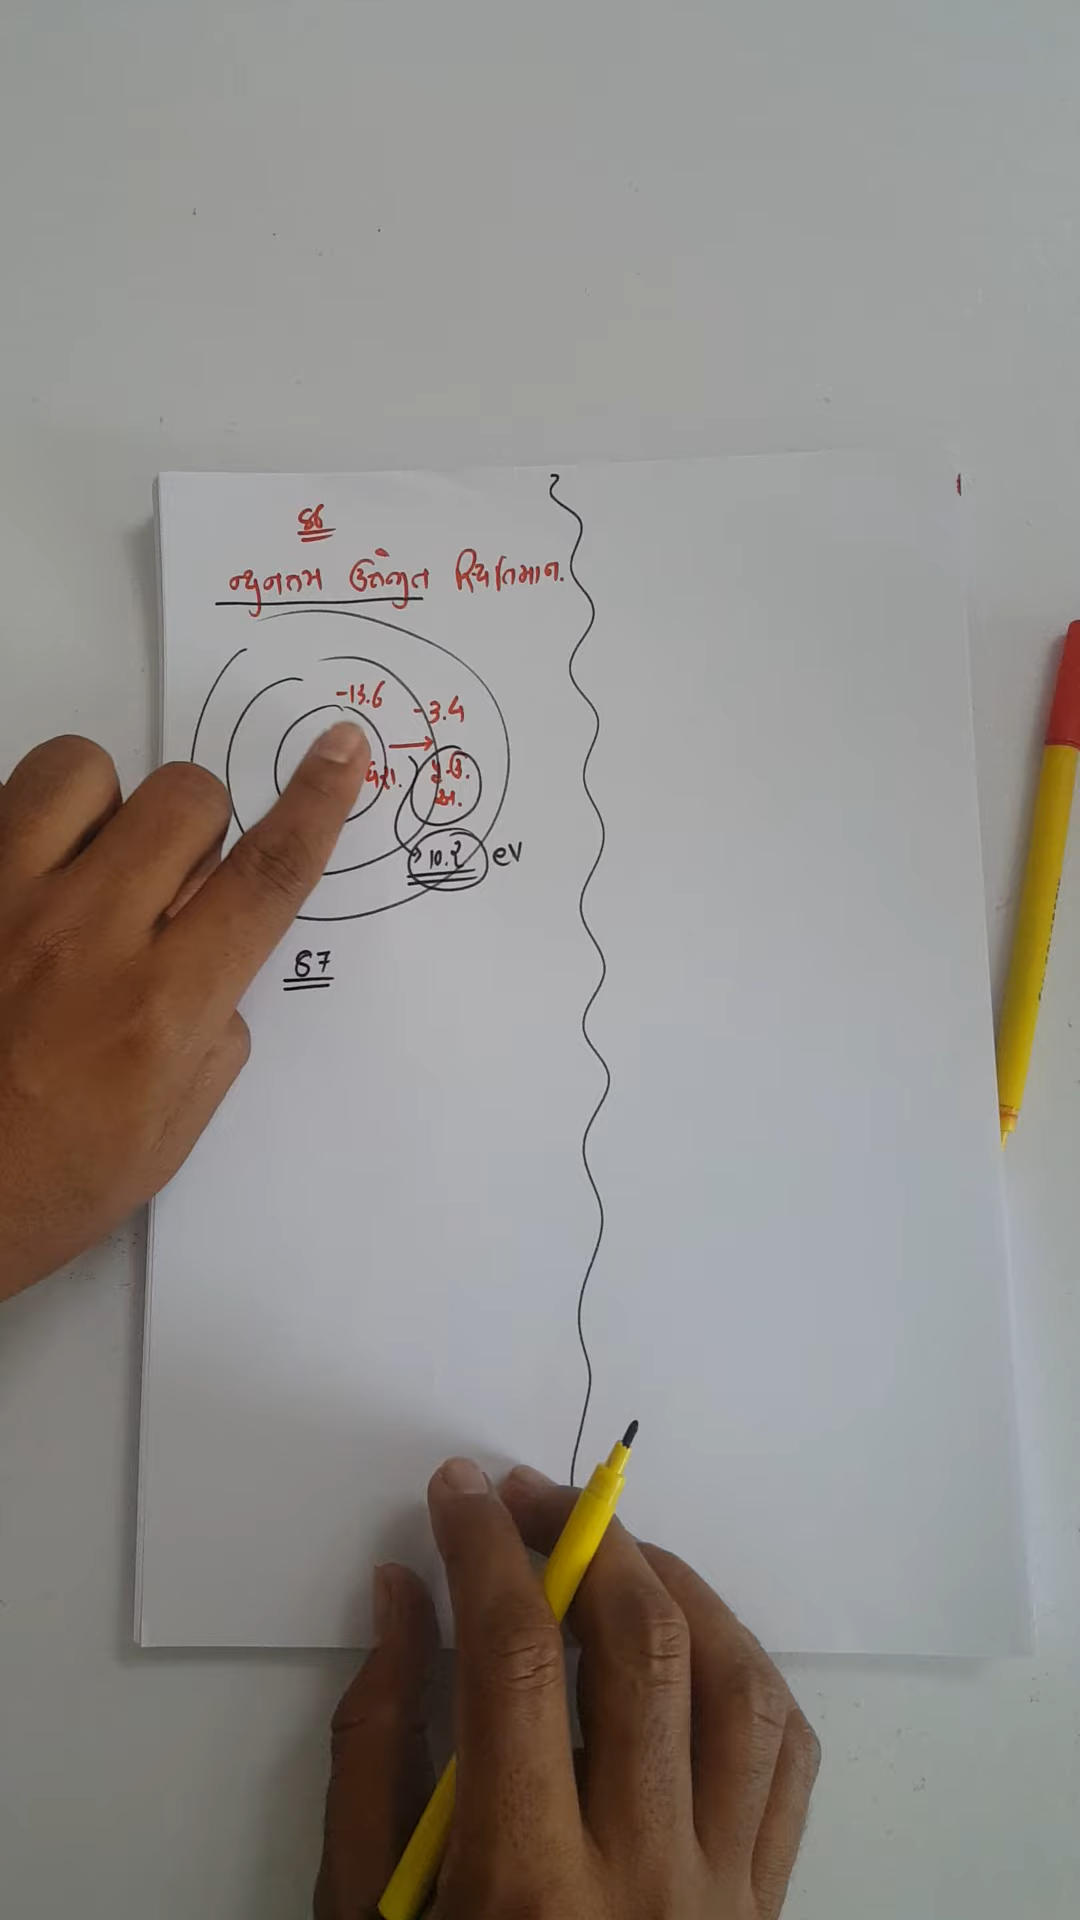 86
ન્યુનતમ ઉત્તેજીત સ્થિતિમાન.
-13.6
-3.4
ધરા.
પ્ર.ઉ.
અ.
10.2 eV
87